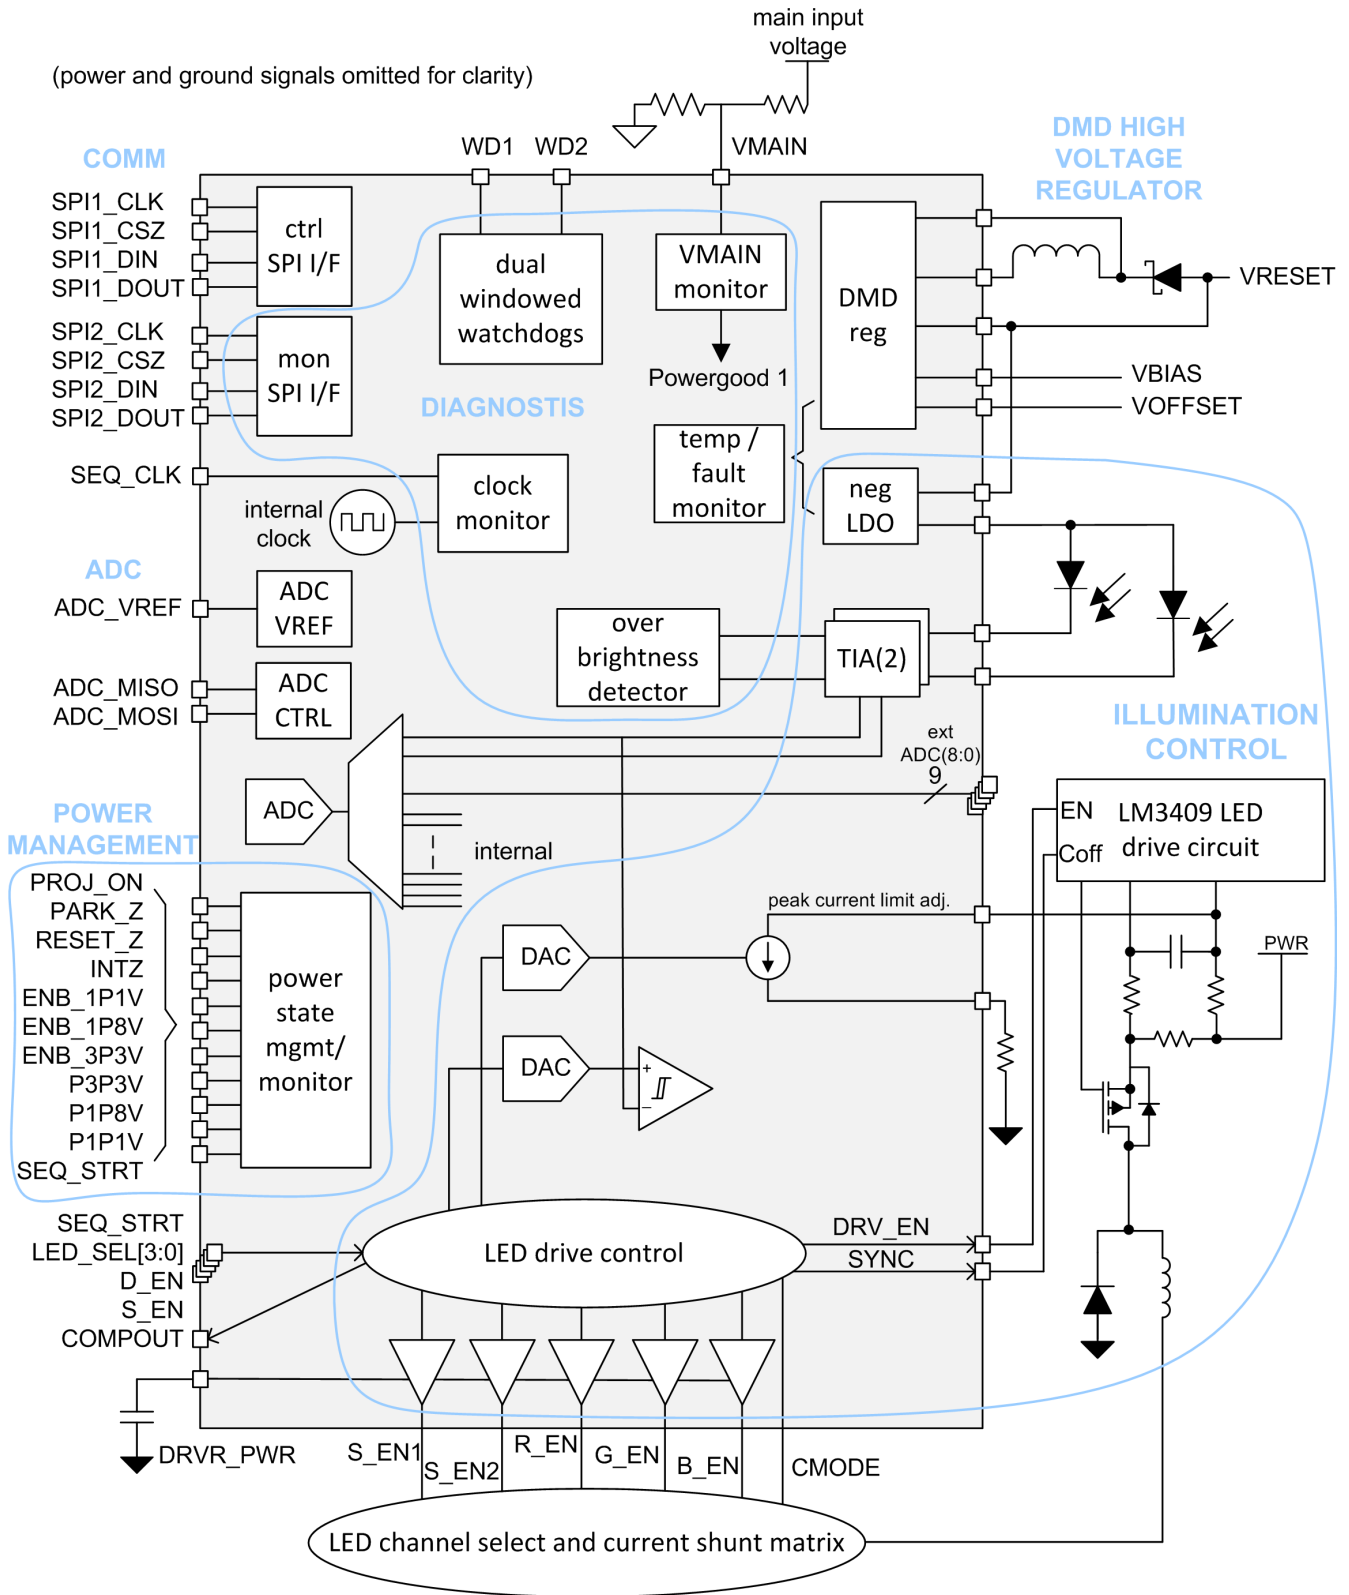 main input
voltage
(power and ground signals omitted for clarity)
DMD HIGH
VOLTAGE
REGULATOR
COMM
WD1
WD2
VMAIN
SPI1_CLK
SPI1_CSZ
SPI1_DIN
SPI1_DOUT
ctrl
SPI I/F
dual
windowed
watchdogs
VMAIN
monitor
DMD
reg
VRESET
SPI2_CLK
SPI2_CSZ
SPI2_DIN
SPI2_DOUT
mon
SPI I/F
Powergood 1
VBIAS
VOFFSET
DIAGNOSTIS
temp /
fault
monitor
SEQ_CLK
clock
monitor
neg
LDO
internal
clock
ADC
ADC_VREF
ADC
VREF
over
brightness
detector
TIA(2)
ADC_MISO
ADC_MOSI
ADC
CTRL
ILLUMINATION
CONTROL
ext
ADC(8:0)
9
ADC
internal
EN
Coff
LM3409 LED
drive circuit
POWER
MANAGEMENT
PROJ_ON
PARK_Z
RESET_Z
INTZ
ENB_1P1V
ENB_1P8V
ENB_3P3V
P3P3V
P1P8V
P1P1V
SEQ_STRT
power
state
mgmt/
monitor
peak current limit adj.
DAC
PWR
DAC
+
−
SEQ_STRT
LED_SEL[3:0]
D_EN
S_EN
COMPOUT
LED drive control
DRV_EN
SYNC
DRVR_PWR
S_EN1
S_EN2
R_EN
G_EN
B_EN
CMODE
LED channel select and current shunt matrix